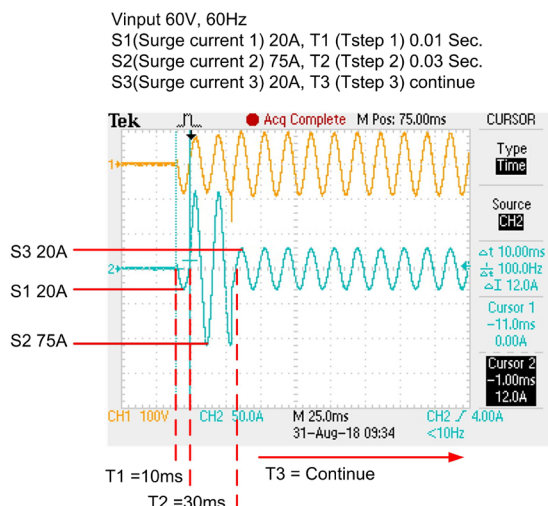 Vinput 60V, 60Hz
S1(Surge current 1) 20A, T1 (Tstep 1) 0.01 Sec.
S2(Surge current 2) 75A, T2 (Tstep 2) 0.03 Sec.
S3(Surge current 3) 20A, T3 (Tstep 3) continue
Tek Acq Complete M Pos: 75.00ms CURSOR
Type
Time
Source
CH2
Δt 10.00ms
1/Δt 100.0Hz
ΔI 12.0A
Cursor 1
-11.0ms
0.00A
Cursor 2
-1.00ms
12.0A
1
2
S3 20A
S1 20A
S2 75A
CH1 100V CH2 50.0A M 25.0ms CH2 4.00A
31-Aug-18 09:34 <10Hz
T1 =10ms
T3 = Continue
T2 =30ms